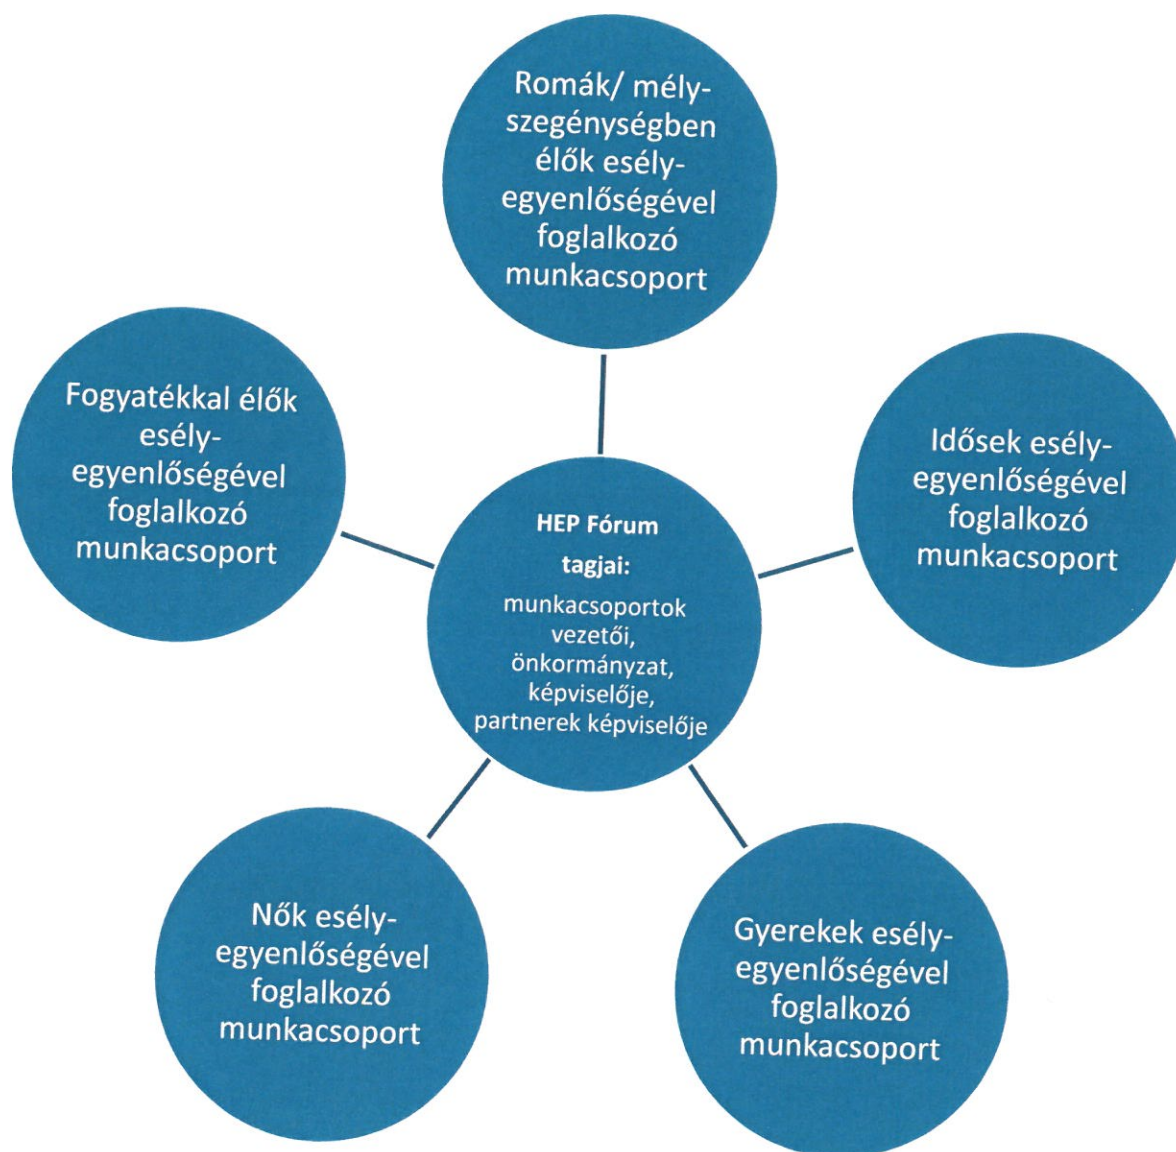 Romák/ mély-
szegénységben
élők esély-
egyenlőségével
foglalkozó
munkacsoport
Fogyatékkal élők
esély-
egyenlőségével
foglalkozó
munkacsoport
Idősek esély-
egyenlőségével
foglalkozó
munkacsoport
HEP Fórum
tagjai:
munkacsoportok
vezetői,
önkormányzat,
képviselője,
partnerek képviselője
Nők esély-
egyenlőségével
foglalkozó
munkacsoport
Gyerekek esély-
egyenlőségével
foglalkozó
munkacsoport